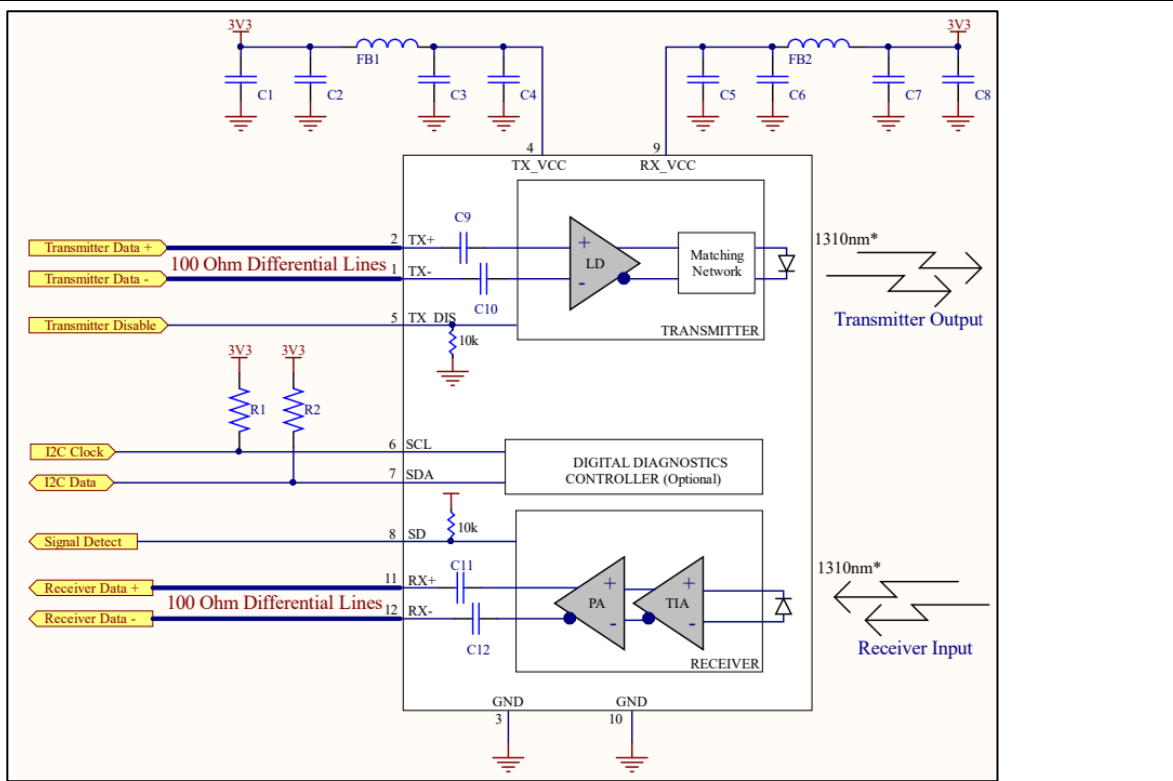 3V3
3V3
FB1
FB2
C1
C2
C3
C4
C5
C6
C7
C8
4
9
TX_VCC
RX_VCC
C9
Transmitter Data +
2
TX+
1310nm*
100 Ohm Differential Lines
LD
+
-
Matching
Network
Transmitter Data -
1
TX-
C10
Transmitter Output
Transmitter Disable
5
TX_DIS
TRANSMITTER
10k
3V3
3V3
R1
R2
I2C Clock
6
SCL
DIGITAL DIAGNOSTICS
CONTROLLER (Optional)
I2C Data
7
SDA
10k
Signal Detect
8
SD
C11
1310nm*
Receiver Data +
11
RX+
+
+
100 Ohm Differential Lines
PA
TIA
Receiver Data -
12
RX-
-
-
C12
Receiver Input
RECEIVER
GND
GND
3
10